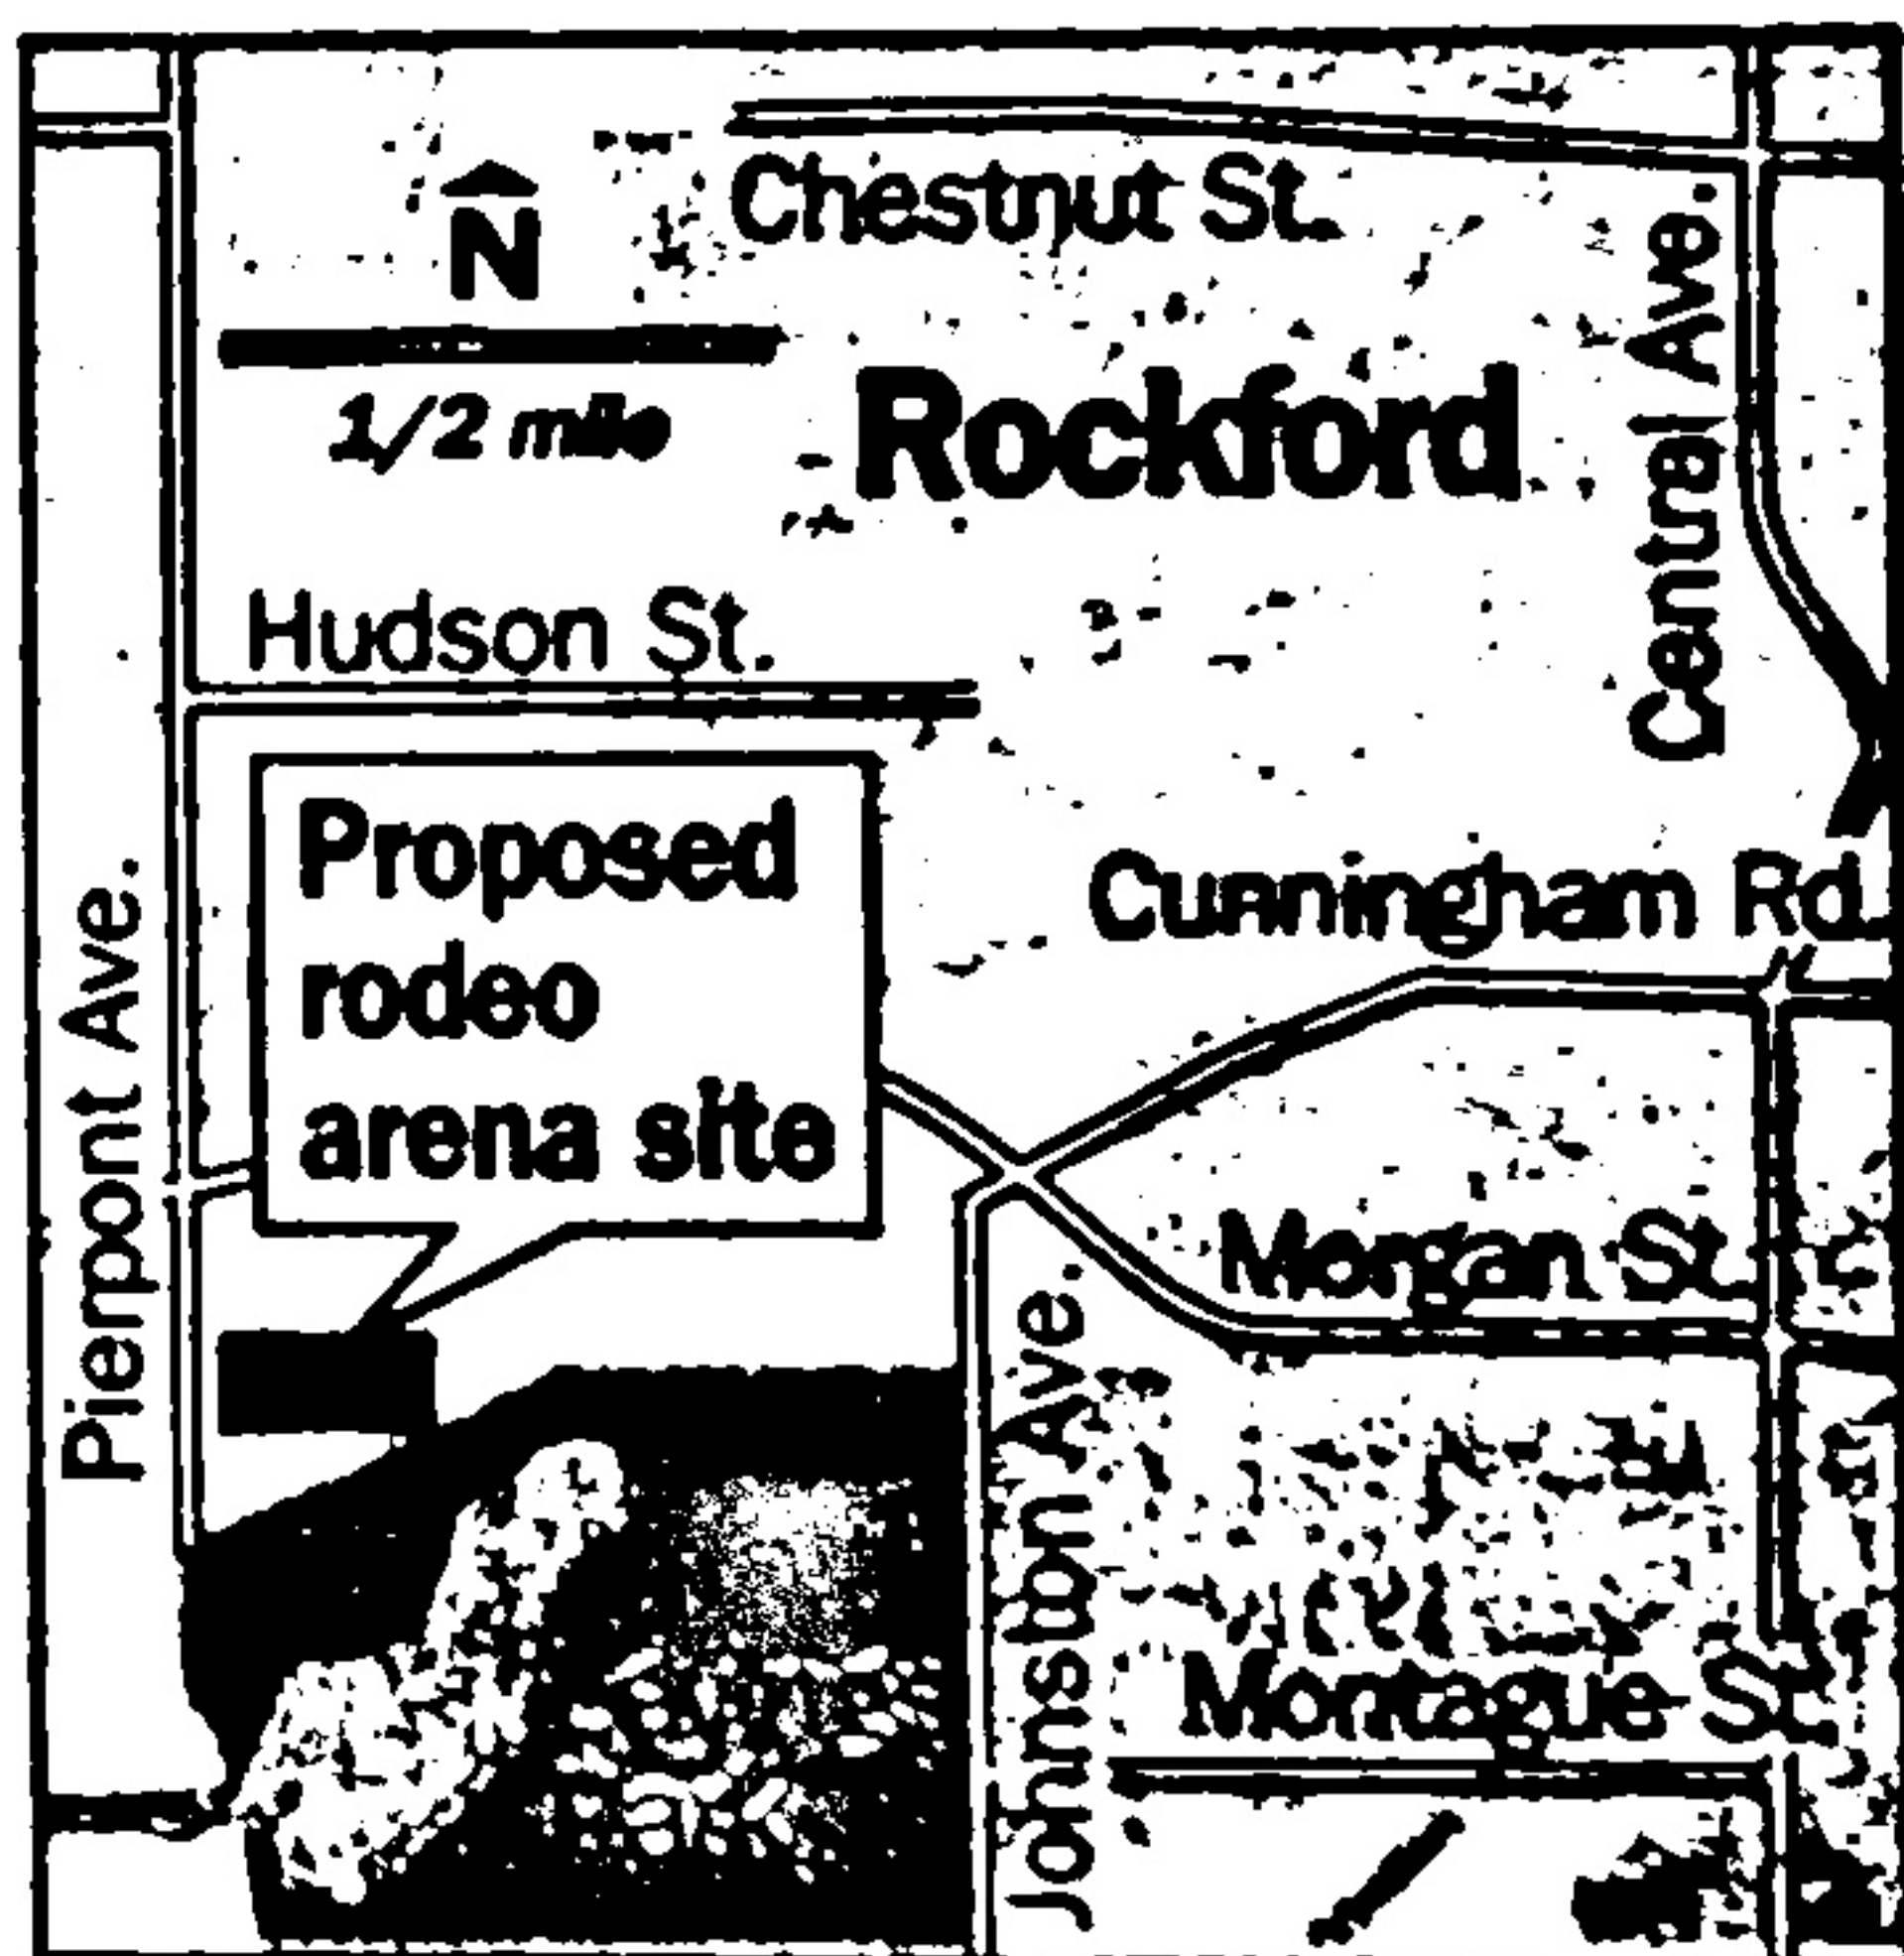 Chestnut St.
N
1/2 mile
Rockford
Central Ave.
Hudson St.
Proposed
rodeo
arena site
Cunningham Rd.
Pierpont Ave.
Morgan St.
Johnston Ave.
Montague St.